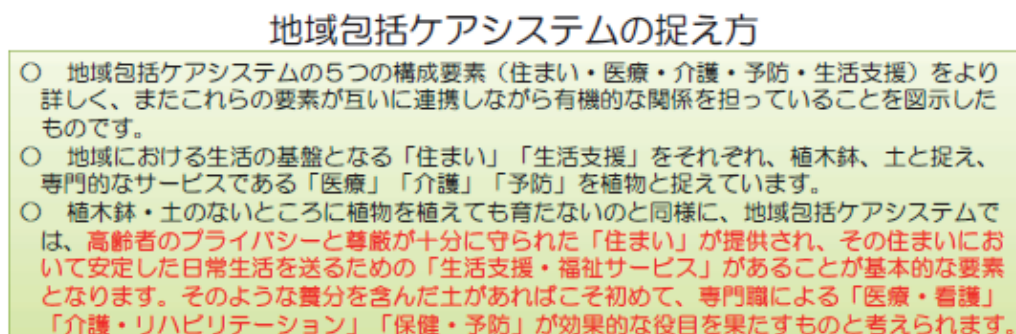 地域包括ケアシステムの捉え方
○　地域包括ケアシステムの5つの構成要素（住まい・医療・介護・予防・生活支援）をより
詳しく、またこれらの要素が互いに連携しながら有機的な関係を担っていることを図示した
ものです。
○　地域における生活の基盤となる「住まい」「生活支援」をそれぞれ、植木鉢、土と捉え、
専門的なサービスである「医療」「介護」「予防」を植物と捉えています。
○　植木鉢・土のないところに植物を植えても育たないのと同様に、地域包括ケアシステムで
は、高齢者のプライバシーと尊厳が十分に守られた「住まい」が提供され、その住まいにお
いて安定した日常生活を送るための「生活支援・福祉サービス」があることが基本的な要素
となります。そのような養分を含んだ土があればこそ初めて、専門職による「医療・看護」
「介護・リハビリテーション」「保健・予防」が効果的な役目を果たすものと考えられます。